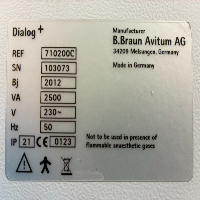 Dialog+
Manufacturer
B.Braun Avitum AG
34209 Melsungen, Germany
Made in Germany
REF 710200C
SN 103073
Bj 2012
VA 2500
V 230~
Hz 50
IP 21 CE 0123
Not to be used in presence of
flammable anaesthetic gases